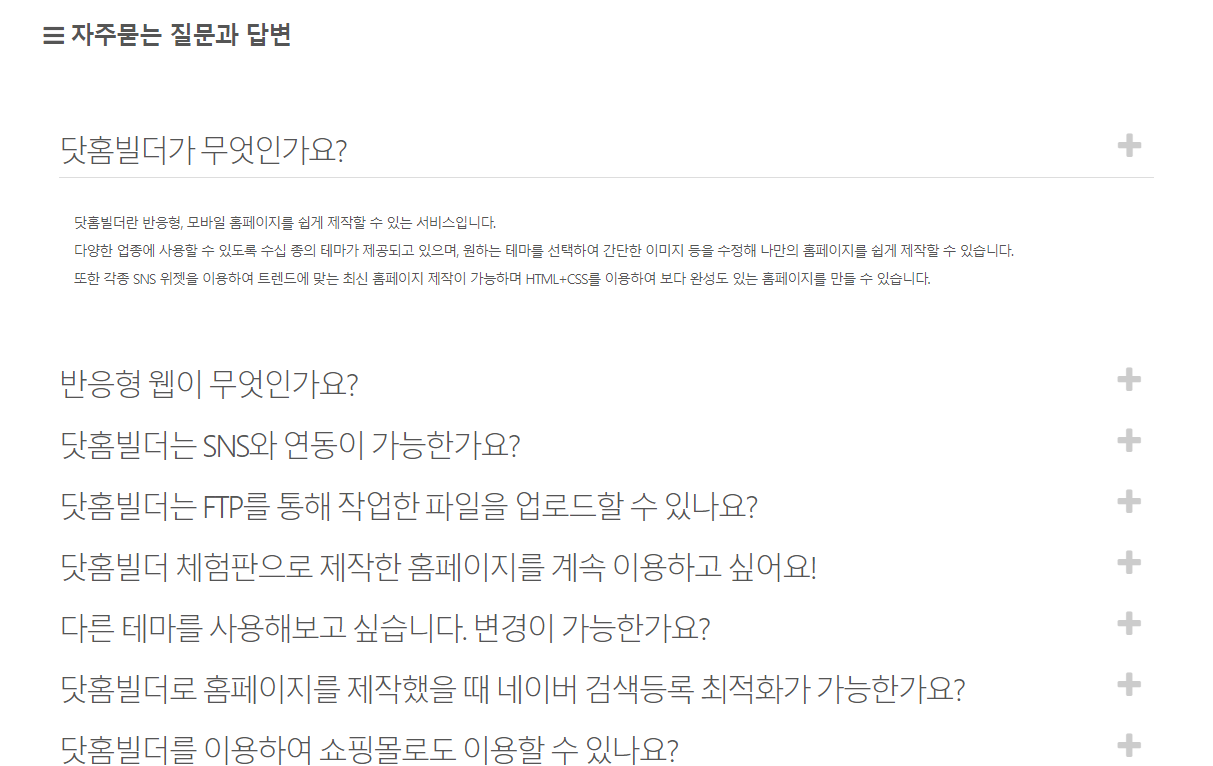 자주묻는 질문과 답변
닷홈빌더가 무엇인가요?
닷홈빌더란 반응형, 모바일 홈페이지를 쉽게 제작할 수 있는 서비스입니다.
다양한 업종에 사용할 수 있도록 수십 종의 테마가 제공되고 있으며, 원하는 테마를 선택하여 간단한 이미지 등을 수정해 나만의 홈페이지를 쉽게 제작할 수 있습니다.
또한 각종 SNS 위젯을 이용하여 트렌드에 맞는 최신 홈페이지 제작이 가능하며 HTML+CSS를 이용하여 보다 완성도 있는 홈페이지를 만들 수 있습니다.
반응형 웹이 무엇인가요?
닷홈빌더는 SNS와 연동이 가능한가요?
닷홈빌더는 FTP를 통해 작업한 파일을 업로드할 수 있나요?
닷홈빌더 체험판으로 제작한 홈페이지를 계속 이용하고 싶어요!
다른 테마를 사용해보고 싶습니다. 변경이 가능한가요?
닷홈빌더로 홈페이지를 제작했을 때 네이버 검색등록 최적화가 가능한가요?
닷홈빌더를 이용하여 쇼핑몰로도 이용할 수 있나요?